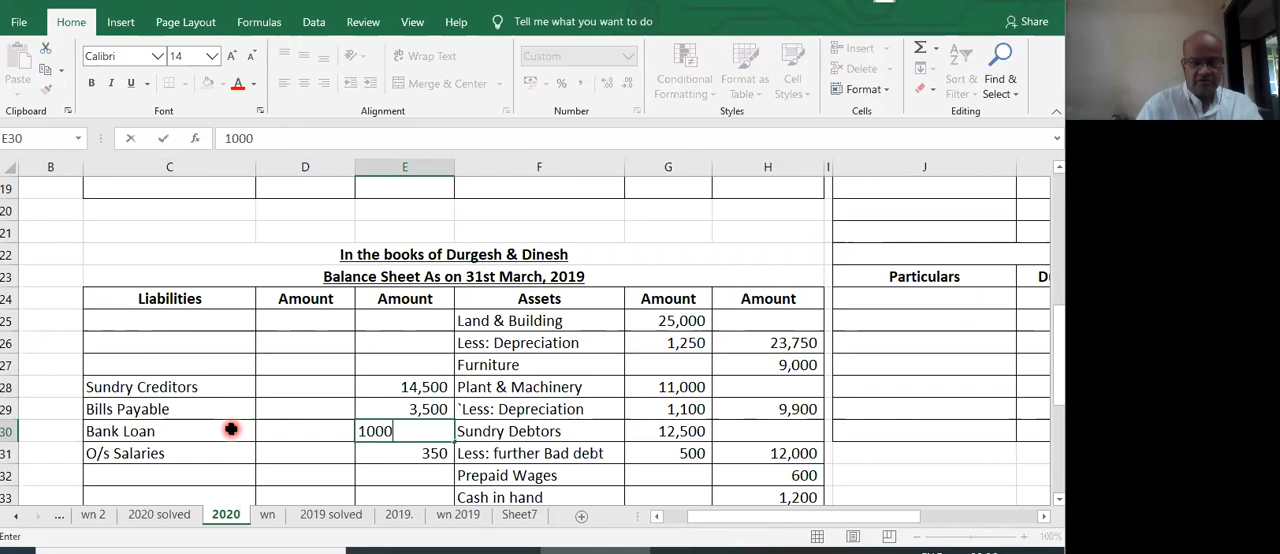 File Home Insert Page Layout Formulas Data Review View Help Tell me what you want to do Share
Calibri 14 A A Wrap Text Custom Insert Σ
Paste B I U A Merge & Center % , Conditional Format as Cell Delete Sort & Find &
Formatting Table Styles Format Filter Select
Clipboard Font Alignment Number Styles Cells Editing
E30 fx 1000
B C D E F G H I J
19
20
21
22 In the books of Durgesh & Dinesh
23 Balance Sheet As on 31st March, 2019 Particulars D
24 Liabilities Amount Amount Assets Amount Amount
25 Land & Building 25,000
26 Less: Depreciation 1,250 23,750
27 Furniture 9,000
28 Sundry Creditors 14,500 Plant & Machinery 11,000
29 Bills Payable 3,500 `Less: Depreciation 1,100 9,900
30 Bank Loan 1000 Sundry Debtors 12,500
31 O/s Salaries 350 Less: further Bad debt 500 12,000
32 Prepaid Wages 600
33 Cash in hand 1,200
... wn 2 2020 solved 2020 wn 2019 solved 2019. wn 2019 Sheet7
Enter 100%